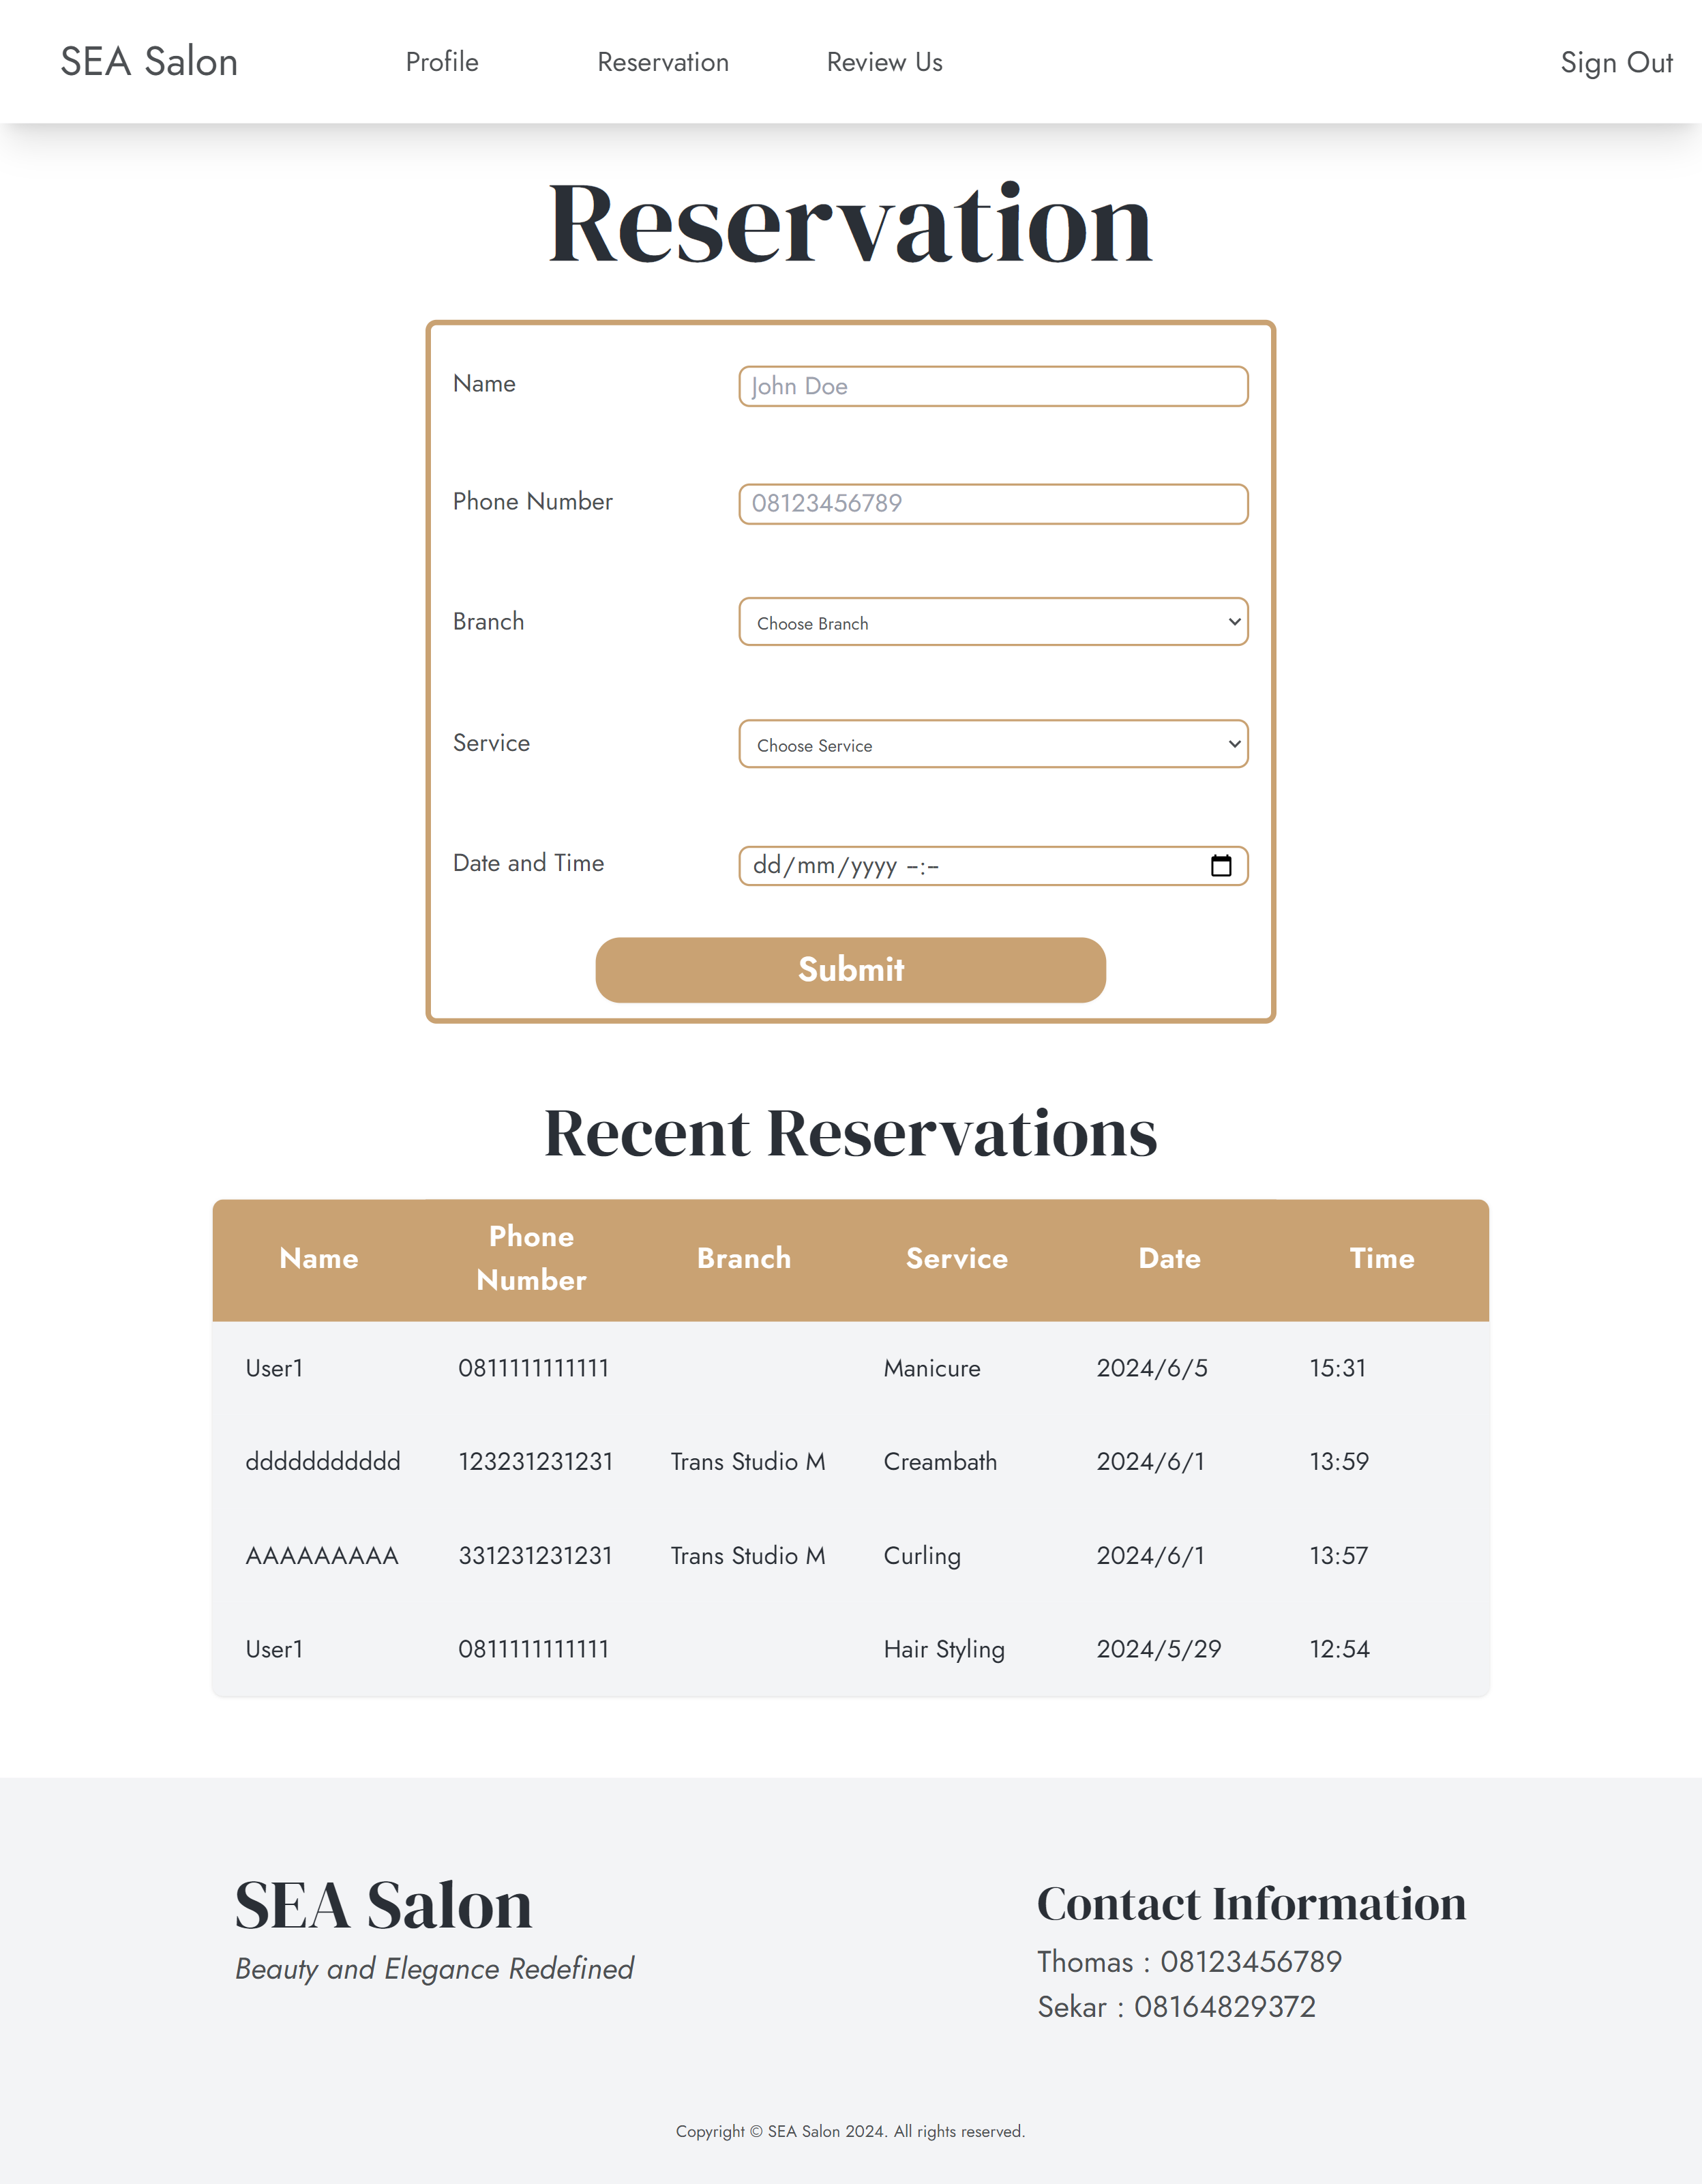 SEA Salon Profile Reservation Review Us Sign Out
Reservation
Name John Doe
Phone Number 08123456789
Branch Choose Branch
Service Choose Service
Date and Time dd/mm/yyyy --:--
Submit
Recent Reservations
Name Phone Number Branch Service Date Time
User1 0811111111111 Manicure 2024/6/5 15:31
ddddddddddd 123231231231 Trans Studio M Creambath 2024/6/1 13:59
AAAAAAAAA 331231231231 Trans Studio M Curling 2024/6/1 13:57
User1 0811111111111 Hair Styling 2024/5/29 12:54
SEA Salon
Beauty and Elegance Redefined
Contact Information
Thomas : 08123456789
Sekar : 08164829372
Copyright © SEA Salon 2024. All rights reserved.